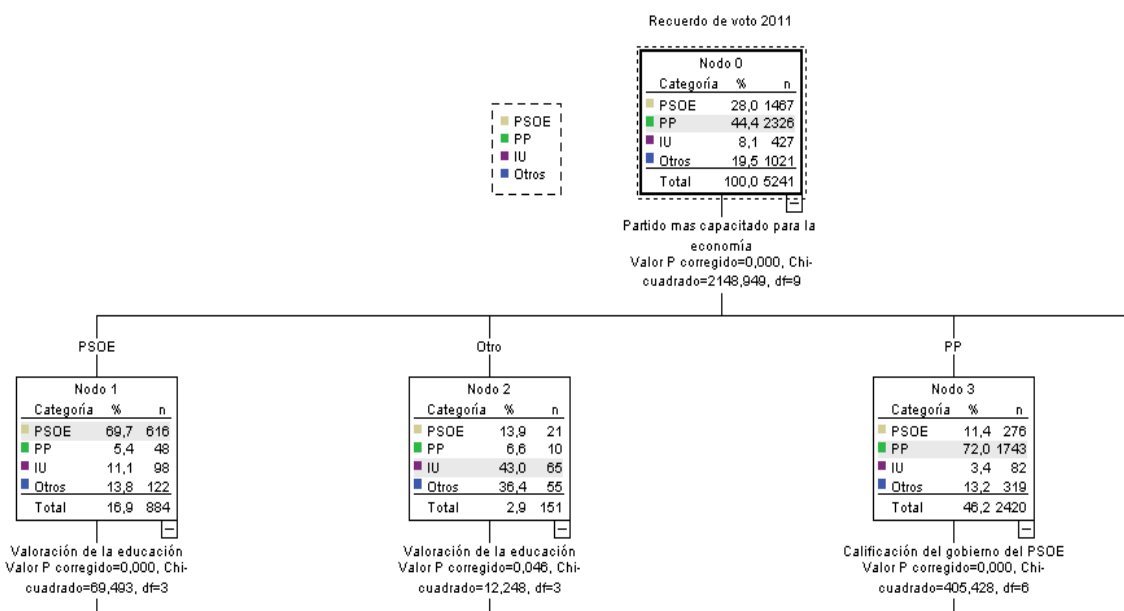 Recuerdo de voto 2011
Nodo 0
Categoría % n
PSOE 28,0 1467
PP 44,4 2326
IU 8,1 427
Otros 19,5 1021
Total 100,0 5241
PSOE
PP
IU
Otros
Partido mas capacitado para la
economía
Valor P corregido=0,000, Chi-
cuadrado=2148,949, df=9
PSOE
Otro
PP
Nodo 1
Categoría % n
PSOE 69,7 616
PP 5,4 48
IU 11,1 98
Otros 13,8 122
Total 16,9 884
Nodo 2
Categoría % n
PSOE 13,9 21
PP 6,6 10
IU 43,0 65
Otros 36,4 55
Total 2,9 151
Nodo 3
Categoría % n
PSOE 11,4 276
PP 72,0 1743
IU 3,4 82
Otros 13,2 319
Total 46,2 2420
Valoración de la educación
Valor P corregido=0,000, Chi-
cuadrado=69,493, df=3
Valoración de la educación
Valor P corregido=0,046, Chi-
cuadrado=12,248, df=3
Calificación del gobierno del PSOE
Valor P corregido=0,000, Chi-
cuadrado=405,428, df=6